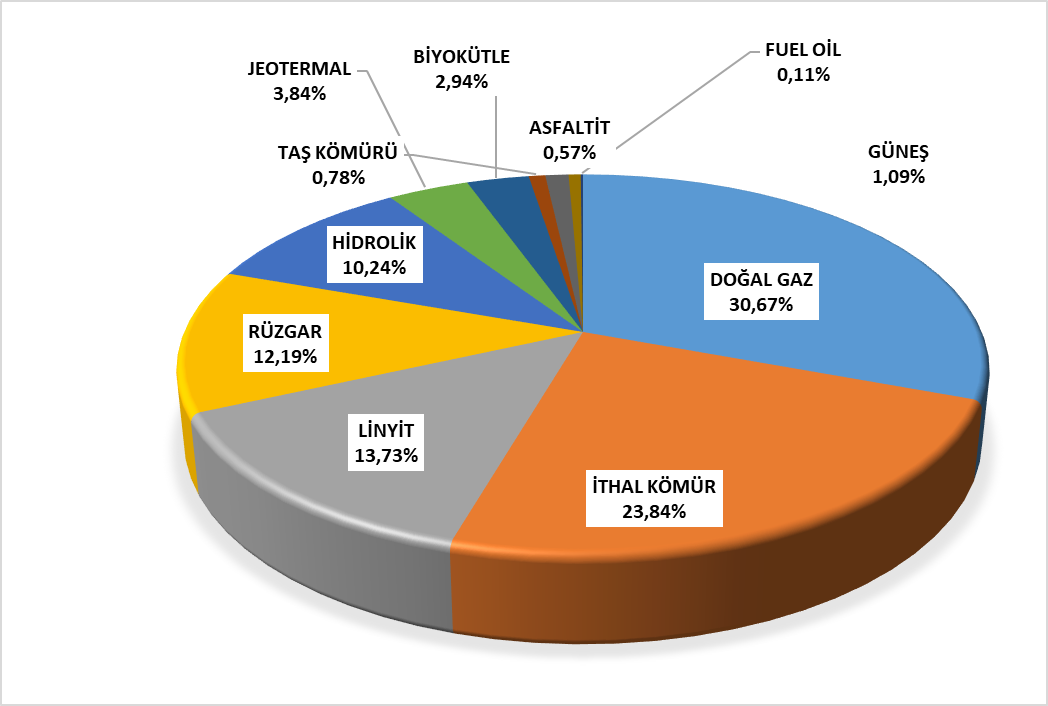 FUEL OİL
0,11%
BİYOKÜTLE
2,94%
JEOTERMAL
3,84%
ASFALTİT
0,57%
TAŞ KÖMÜRÜ
0,78%
GÜNEŞ
1,09%
HİDROLİK
10,24%
DOĞAL GAZ
30,67%
RÜZGAR
12,19%
LİNYİT
13,73%
İTHAL KÖMÜR
23,84%